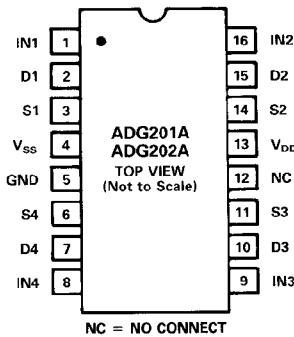 IN1 1 16 IN2
D1 2 15 D2
S1 3 14 S2
VSS 4 13 VDD
GND 5 12 NC
S4 6 11 S3
D4 7 10 D3
IN4 8 9 IN3
ADG201A
ADG202A
TOP VIEW
(Not to Scale)
NC = NO CONNECT